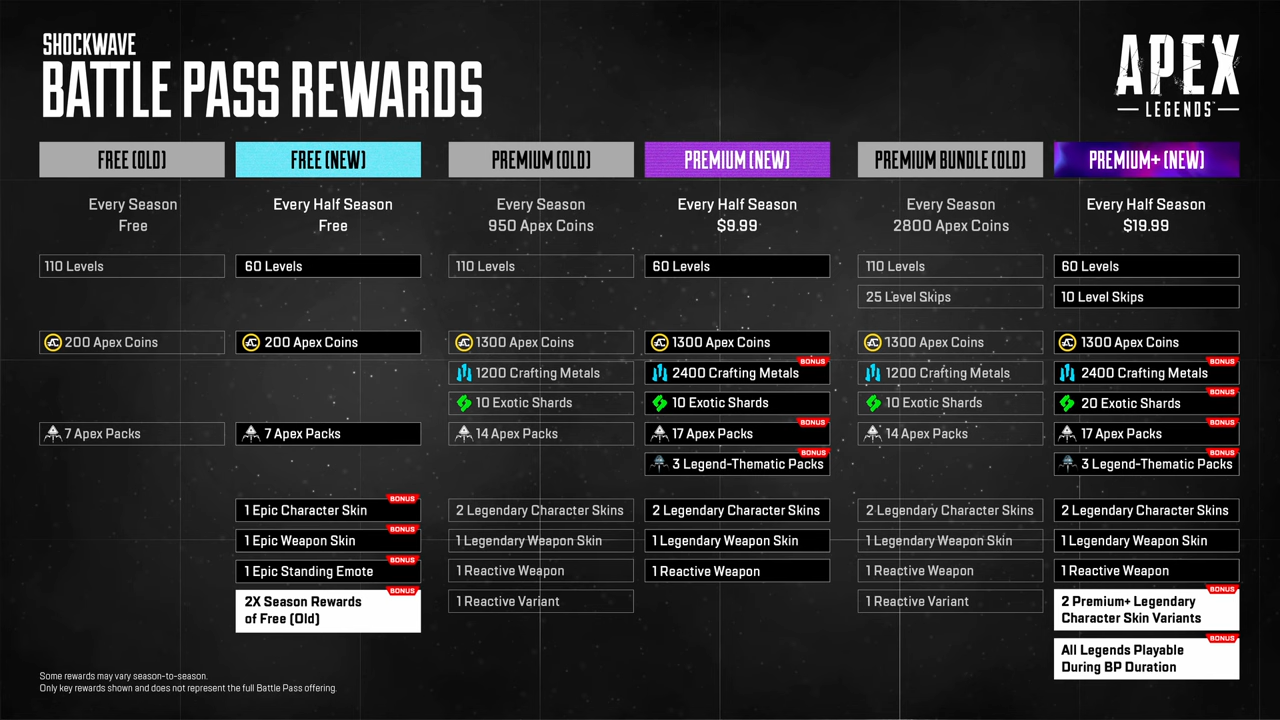 SHOCKWAVE
BATTLE PASS REWARDS
APEX
LEGENDS™
FREE (OLD)
Every Season
Free
110 Levels
200 Apex Coins
7 Apex Packs
FREE (NEW)
Every Half Season
Free
60 Levels
200 Apex Coins
7 Apex Packs
BONUS
1 Epic Character Skin
BONUS
1 Epic Weapon Skin
BONUS
1 Epic Standing Emote
BONUS
2X Season Rewards
of Free (Old)
PREMIUM (OLD)
Every Season
950 Apex Coins
110 Levels
1300 Apex Coins
1200 Crafting Metals
10 Exotic Shards
14 Apex Packs
2 Legendary Character Skins
1 Legendary Weapon Skin
1 Reactive Weapon
1 Reactive Variant
PREMIUM (NEW)
Every Half Season
$9.99
60 Levels
1300 Apex Coins
BONUS
2400 Crafting Metals
10 Exotic Shards
BONUS
17 Apex Packs
BONUS
3 Legend-Thematic Packs
2 Legendary Character Skins
1 Legendary Weapon Skin
1 Reactive Weapon
PREMIUM BUNDLE (OLD)
Every Season
2800 Apex Coins
110 Levels
25 Level Skips
1300 Apex Coins
1200 Crafting Metals
10 Exotic Shards
14 Apex Packs
2 Legendary Character Skins
1 Legendary Weapon Skin
1 Reactive Weapon
1 Reactive Variant
PREMIUM+ (NEW)
Every Half Season
$19.99
60 Levels
10 Level Skips
1300 Apex Coins
BONUS
2400 Crafting Metals
BONUS
20 Exotic Shards
BONUS
17 Apex Packs
BONUS
3 Legend-Thematic Packs
2 Legendary Character Skins
1 Legendary Weapon Skin
1 Reactive Weapon
BONUS
2 Premium+ Legendary
Character Skin Variants
BONUS
All Legends Playable
During BP Duration
Some rewards may vary season-to-season.
Only key rewards shown and does not represent the full Battle Pass offering.